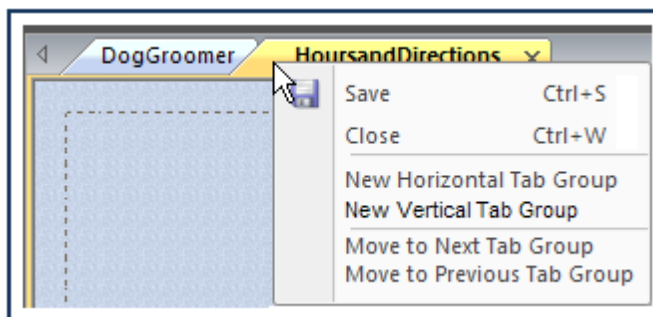 DogGroomer HoursandDirections
Save Ctrl+S
Close Ctrl+W
New Horizontal Tab Group
New Vertical Tab Group
Move to Next Tab Group
Move to Previous Tab Group